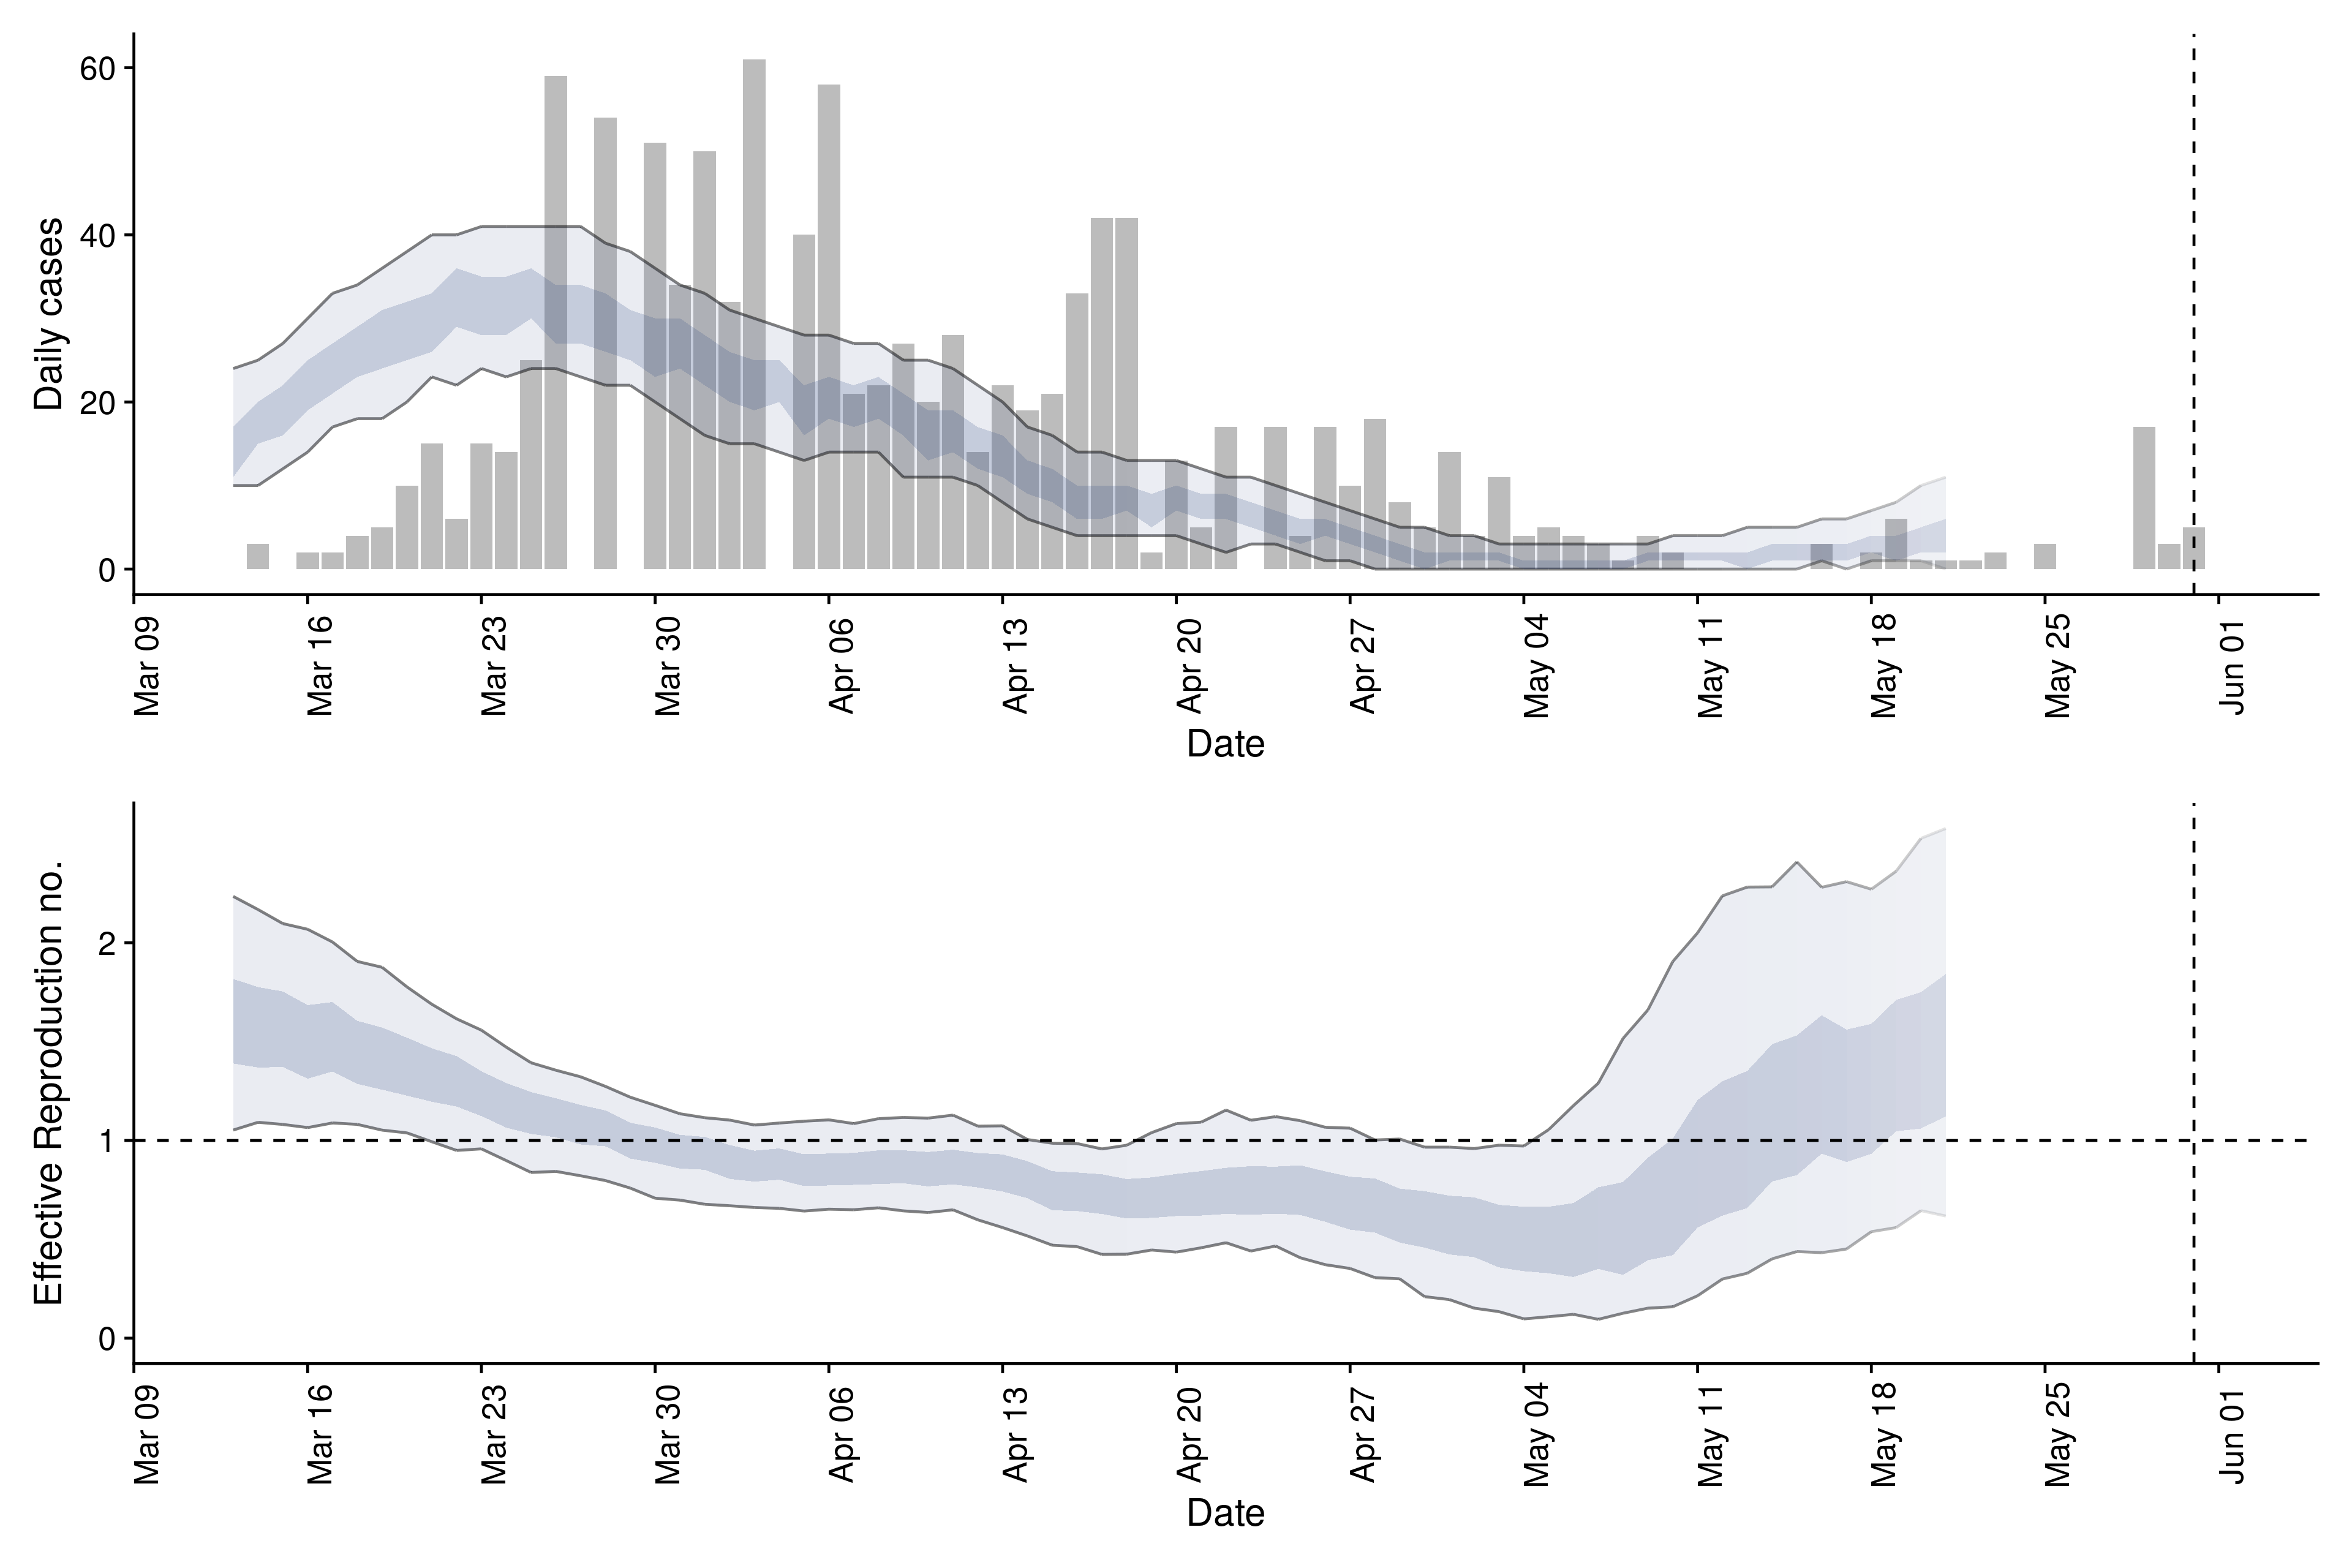 Daily cases
60
40
20
0
Mar 09
Mar 16
Mar 23
Mar 30
Apr 06
Apr 13
Apr 20
Apr 27
May 04
May 11
May 18
May 25
Jun 01
Date
Effective Reproduction no.
2
1
0
Mar 09
Mar 16
Mar 23
Mar 30
Apr 06
Apr 13
Apr 20
Apr 27
May 04
May 11
May 18
May 25
Jun 01
Date